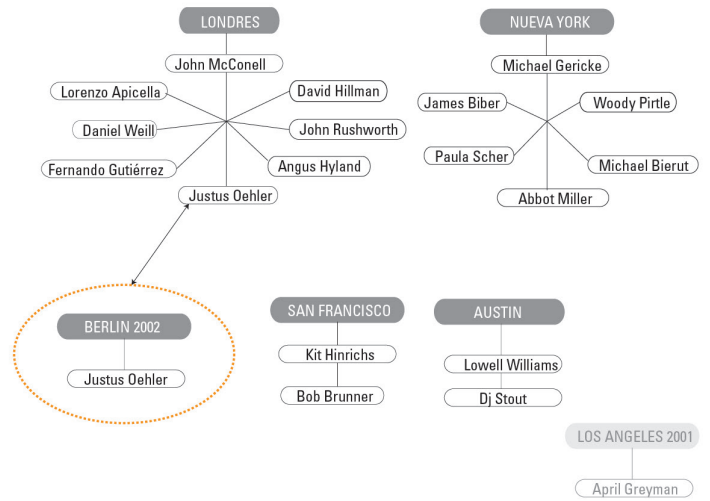 LONDRES
John McConell
Lorenzo Apicella
David Hillman
Daniel Weill
John Rushworth
Fernando Gutiérrez
Angus Hyland
Justus Oehler
NUEVA YORK
Michael Gericke
James Biber
Woody Pirtle
Paula Scher
Michael Bierut
Abbot Miller
BERLIN 2002
Justus Oehler
SAN FRANCISCO
Kit Hinrichs
Bob Brunner
AUSTIN
Lowell Williams
Dj Stout
LOS ANGELES 2001
April Greyman